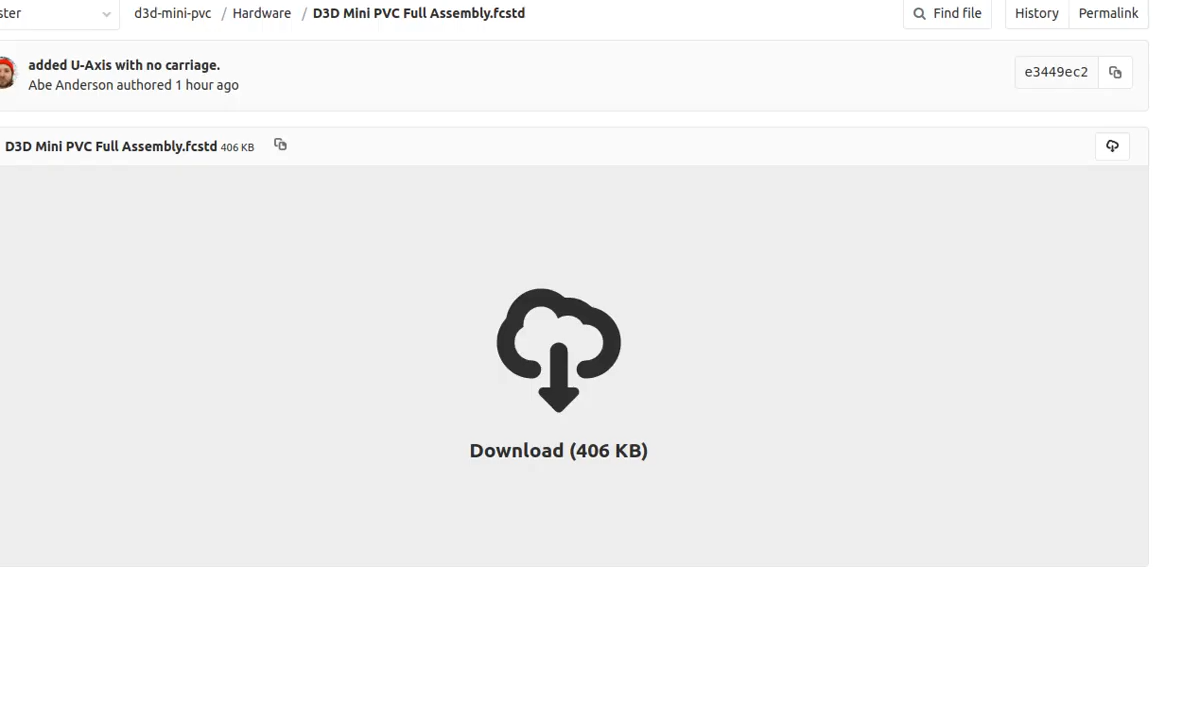 ster d3d-mini-pvc / Hardware / D3D Mini PVC Full Assembly.fcstd Find file History Permalink
added U-Axis with no carriage.
Abe Anderson authored 1 hour ago
e3449ec2
D3D Mini PVC Full Assembly.fcstd 406 KB
Download (406 KB)